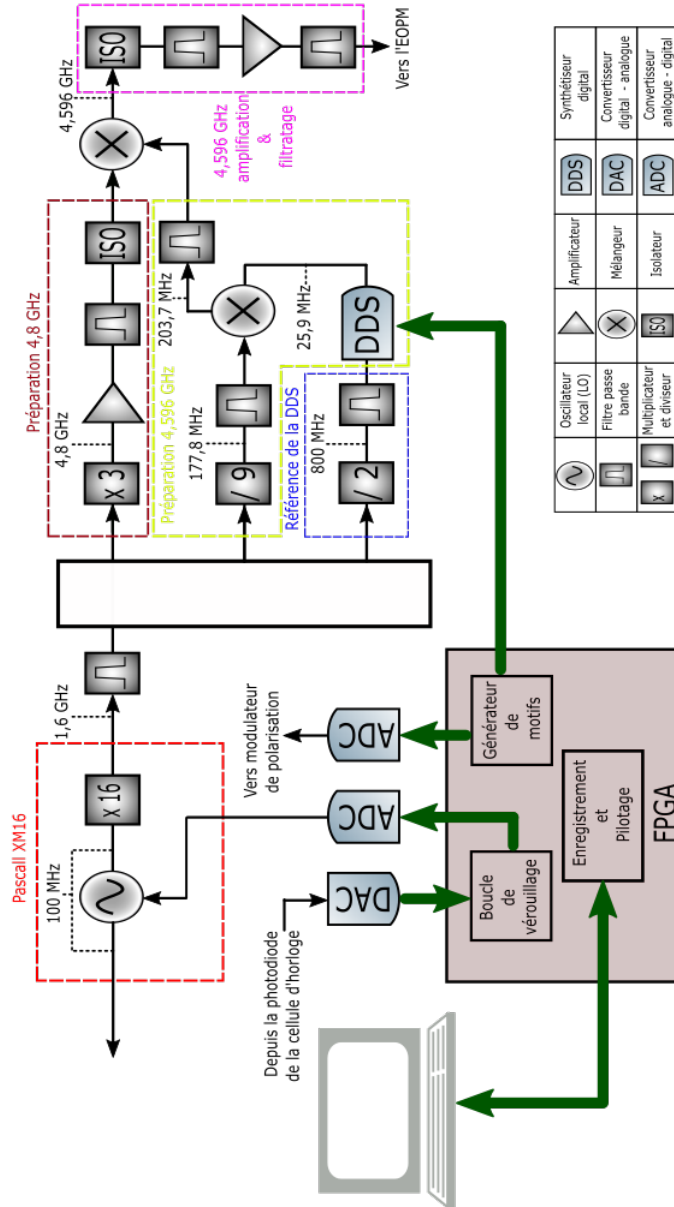 Pascall XM16
100 MHz
x 16
1,6 GHz
Préparation 4,8 GHz
x 3
4,8 GHz
ISO
4,596 GHz
ISO
4,596 GHz
amplification
&
filtratage
Vers l'EOPM
Préparation 4,596 GHz
/ 9
177,8 MHz
203,7 MHz
25,9 MHz
Référence de la DDS
/ 2
800 MHz
DDS
Vers modulateur
de polarisation
Depuis la photodiode
de la cellule d'horloge
DAC
ADC
ADC
Boucle
de
vérouillage
Générateur
de
motifs
Enregistrement
et
Pilotage
FPGA
Oscillateur
local (LO)
Amplificateur
DDS
Synthétiseur
digital
Filtre passe
bande
Mélangeur
DAC
Convertisseur
digital - analogue
x
/
Multiplicateur
et diviseur
ISO
Isolateur
ADC
Convertisseur
analogue - digital